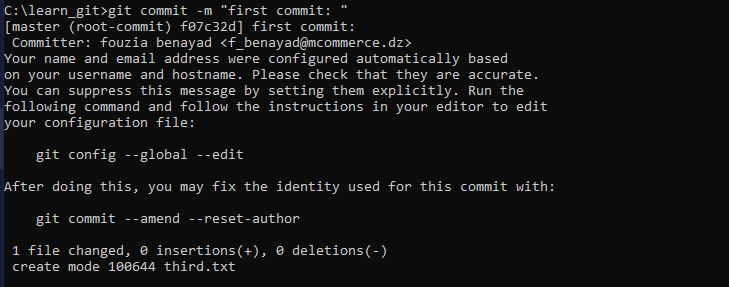 C:\learn_git>git commit -m "first commit: "
[master (root-commit) f07c32d] first commit:
 Committer: fouzia benayad <f_benayad@mcommerce.dz>
Your name and email address were configured automatically based
on your username and hostname. Please check that they are accurate.
You can suppress this message by setting them explicitly. Run the
following command and follow the instructions in your editor to edit
your configuration file:

    git config --global --edit

After doing this, you may fix the identity used for this commit with:

    git commit --amend --reset-author

 1 file changed, 0 insertions(+), 0 deletions(-)
 create mode 100644 third.txt